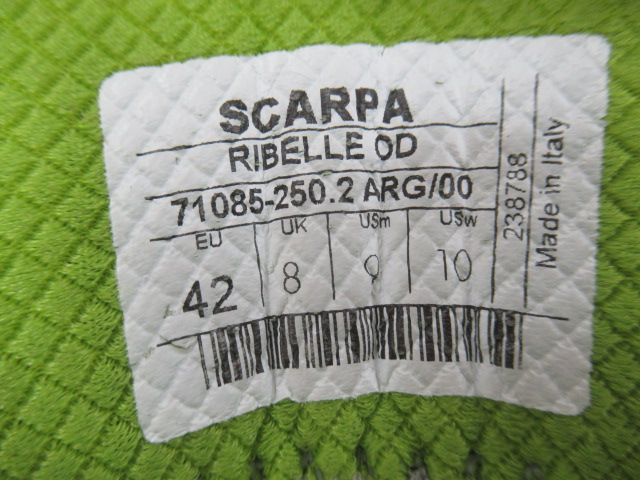 SCARPA
RIBELLE OD
71085-250.2 ARG/00
EU UK USm USw
42 8 9 10
238788
Made in Italy